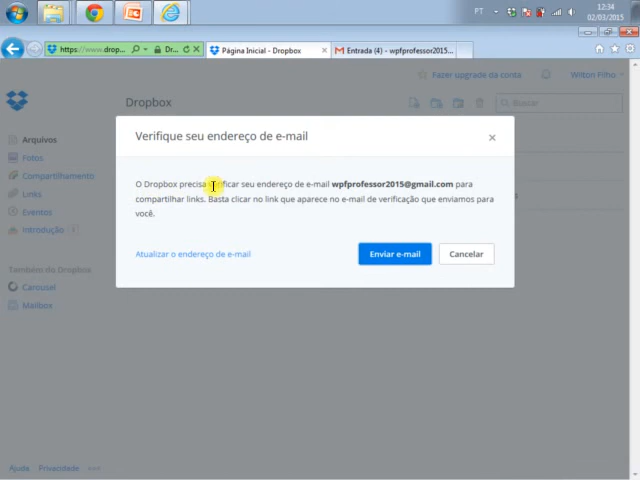 PT
12:34
02/03/2015
https://www.drop...
Dr...
Página Inicial - Dropbox
Entrada (4) - wpfprofessor2015...
Fazer upgrade da conta
Wilton Filho
Dropbox
Buscar
Arquivos
Fotos
Compartilhamento
Links
Eventos
Introdução
Também do Dropbox
Carousel
Mailbox
Verifique seu endereço de e-mail
O Dropbox precisa verificar seu endereço de e-mail wpfprofessor2015@gmail.com para
compartilhar links. Basta clicar no link que aparece no e-mail de verificação que enviamos para
você.
Atualizar o endereço de e-mail
Enviar e-mail
Cancelar
Ajuda Privacidade